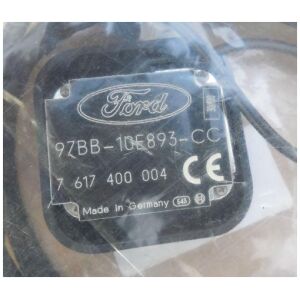 Ford
97BB-10E893-CC
7 617 400 004
CE
Made in Germany